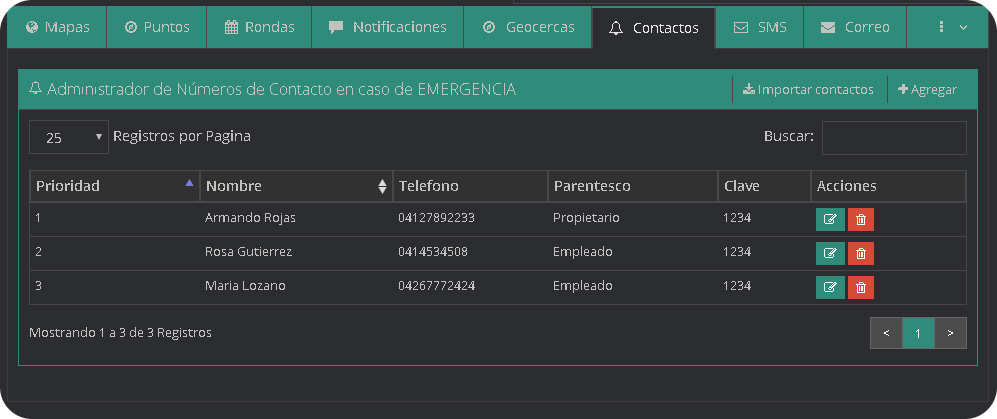 Mapas Puntos Rondas Notificaciones Geocercas Contactos SMS Correo
Administrador de Números de Contacto en caso de EMERGENCIA Importar contactos Agregar
25 Registros por Pagina Buscar:
Prioridad Nombre Telefono Parentesco Clave Acciones
1 Armando Rojas 04127892233 Propietario 1234
2 Rosa Gutierrez 0414534508 Empleado 1234
3 Maria Lozano 04267772424 Empleado 1234
Mostrando 1 a 3 de 3 Registros < 1 >